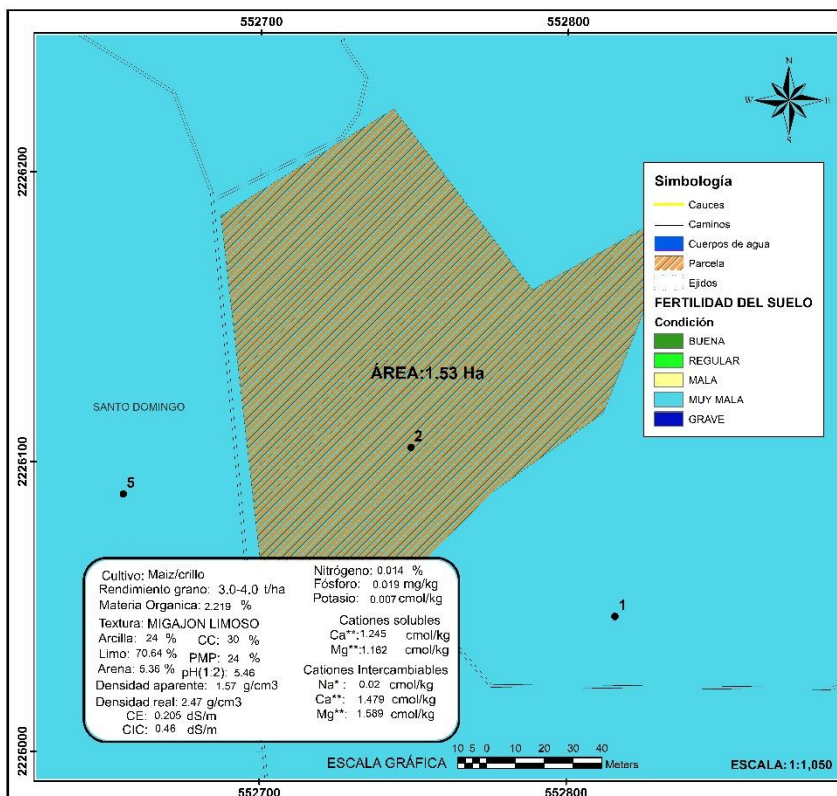 552700
552800
N
W
E
S
2226200
2226100
2226000
Simbología
Cauces
Caminos
Cuerpos de agua
Parcela
Ejidos
FERTILIDAD DEL SUELO
Condición
BUENA
REGULAR
MALA
MUY MALA
GRAVE
ÁREA:1.53 Ha
SANTO DOMINGO
2
5
1
Cultivo: Maiz/crillo
Rendimiento grano: 3.0-4.0 t/ha
Materia Organica: 2.219 %
Textura: MIGAJON LIMOSO
Arcilla: 24 % CC: 30 %
Limo: 70.64 % PMP: 24 %
Arena: 5.36 % pH(1:2): 5.46
Densidad aparente: 1.57 g/cm3
Densidad real: 2.47 g/cm3
CE: 0.205 dS/m
CIC: 0.46 dS/m
Nitrógeno: 0.014 %
Fósforo: 0.019 mg/kg
Potasio: 0.007 cmol/kg
Cationes solubles
Ca**: 1.245 cmol/kg
Mg**: 1.162 cmol/kg
Cationes Intercambiables
Na* : 0.02 cmol/kg
Ca**: 1.479 cmol/kg
Mg**: 1.589 cmol/kg
ESCALA GRÁFICA
10 5 0 10 20 30 40
Meters
ESCALA: 1:1,050
552700
552800